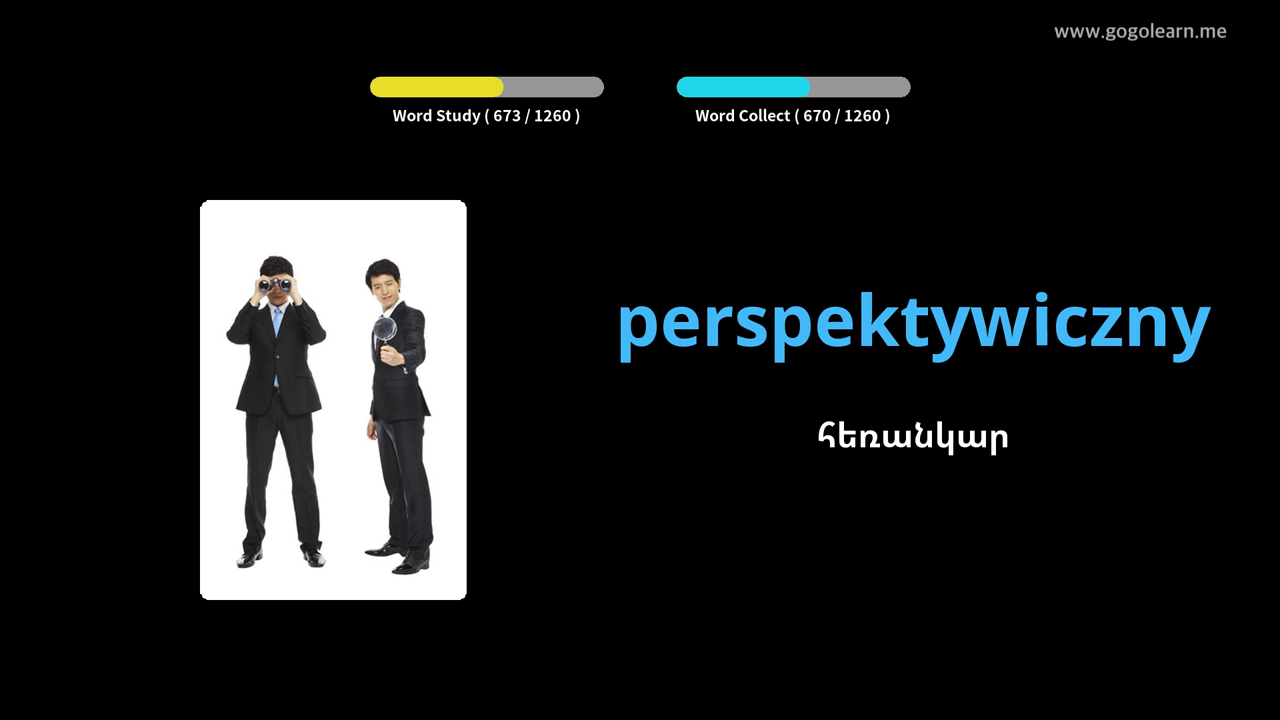 www.gogolearn.me
Word Study ( 673 / 1260 )
Word Collect ( 670 / 1260 )
perspektywiczny
հեռանկար